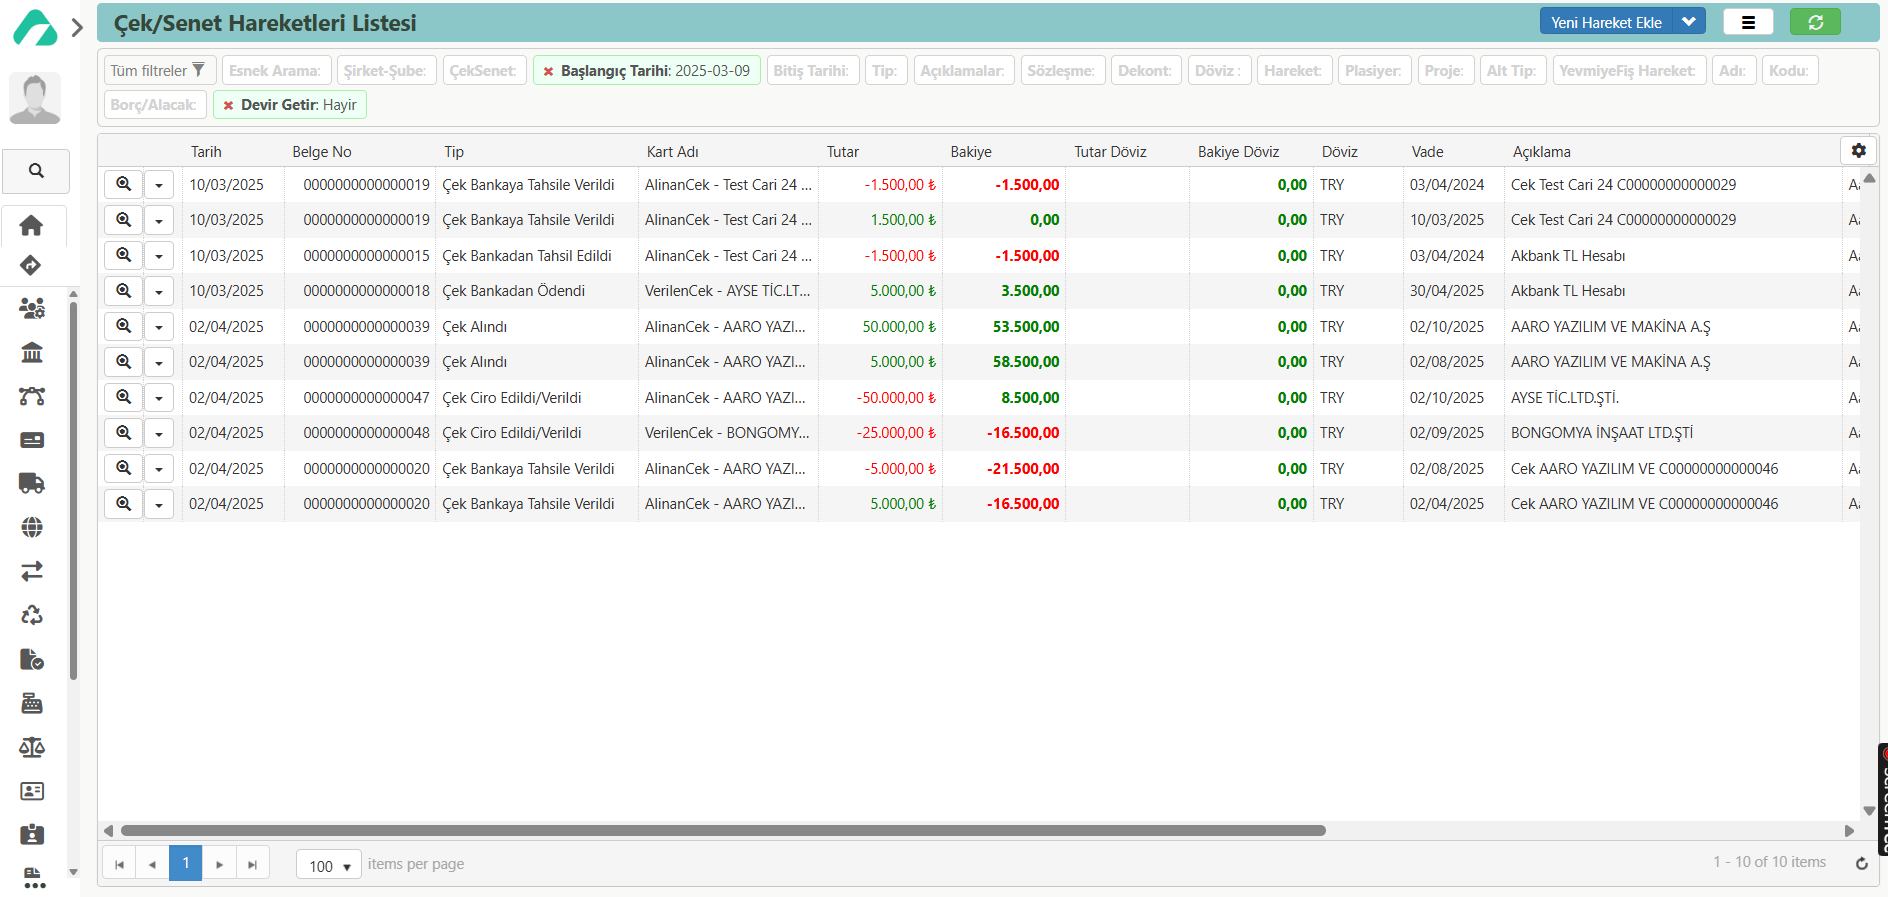 Çek/Senet Hareketleri Listesi
Yeni Hareket Ekle
Tüm filtreler Esnek Arama: Şirket-Şube: ÇekSenet: × Başlangıç Tarihi: 2025-03-09 Bitiş Tarihi: Tip: Açıklamalar: Sözleşme: Dekont: Döviz : Hareket: Plasiyer: Proje: Alt Tip: YevmiyeFiş Hareket: Adı: Kodu:
Borç/Alacak: × Devir Getir: Hayir
Tarih Belge No Tip Kart Adı Tutar Bakiye Tutar Döviz Bakiye Döviz Döviz Vade Açıklama
10/03/2025 0000000000000019 Çek Bankaya Tahsile Verildi AlinanCek - Test Cari 24 ... -1.500,00 ₺ -1.500,00 0,00 TRY 03/04/2024 Cek Test Cari 24 C00000000000029
10/03/2025 0000000000000019 Çek Bankaya Tahsile Verildi AlinanCek - Test Cari 24 ... 1.500,00 ₺ 0,00 0,00 TRY 10/03/2025 Cek Test Cari 24 C00000000000029
10/03/2025 0000000000000015 Çek Bankadan Tahsil Edildi AlinanCek - Test Cari 24 ... -1.500,00 ₺ -1.500,00 0,00 TRY 03/04/2024 Akbank TL Hesabı
10/03/2025 0000000000000018 Çek Bankadan Ödendi VerilenCek - AYSE TİC.LT... 5.000,00 ₺ 3.500,00 0,00 TRY 30/04/2025 Akbank TL Hesabı
02/04/2025 0000000000000039 Çek Alındı AlinanCek - AARO YAZI... 50.000,00 ₺ 53.500,00 0,00 TRY 02/10/2025 AARO YAZILIM VE MAKİNA A.Ş
02/04/2025 0000000000000039 Çek Alındı AlinanCek - AARO YAZI... 5.000,00 ₺ 58.500,00 0,00 TRY 02/08/2025 AARO YAZILIM VE MAKİNA A.Ş
02/04/2025 0000000000000047 Çek Ciro Edildi/Verildi AlinanCek - AARO YAZI... -50.000,00 ₺ 8.500,00 0,00 TRY 02/10/2025 AYSE TİC.LTD.ŞTİ.
02/04/2025 0000000000000048 Çek Ciro Edildi/Verildi VerilenCek - BONGOMY... -25.000,00 ₺ -16.500,00 0,00 TRY 02/09/2025 BONGOMYA İNŞAAT LTD.ŞTİ
02/04/2025 0000000000000020 Çek Bankaya Tahsile Verildi AlinanCek - AARO YAZI... -5.000,00 ₺ -21.500,00 0,00 TRY 02/08/2025 Cek AARO YAZILIM VE C00000000000046
02/04/2025 0000000000000020 Çek Bankaya Tahsile Verildi AlinanCek - AARO YAZI... 5.000,00 ₺ -16.500,00 0,00 TRY 02/04/2025 Cek AARO YAZILIM VE C00000000000046
1 100 items per page 1 - 10 of 10 items